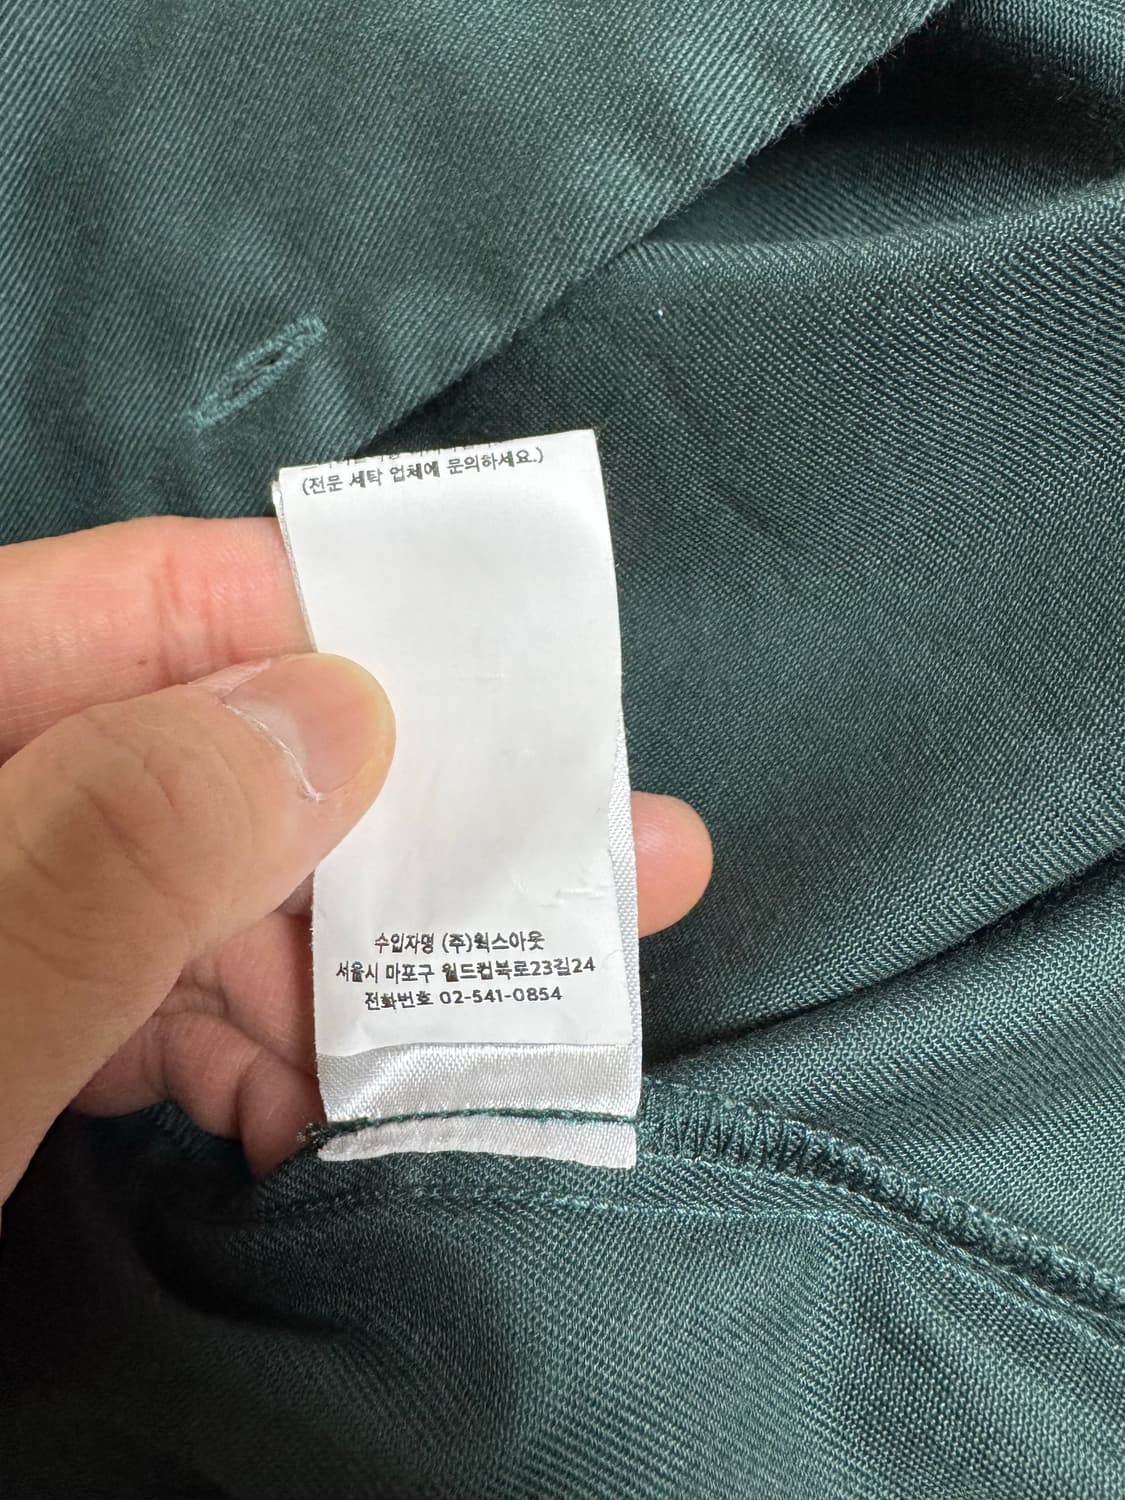 (전문 세탁 업체에 문의하세요.)
수입자명 (주)웍스아웃
서울시 마포구 월드컵북로23길24
전화번호 02-541-0854